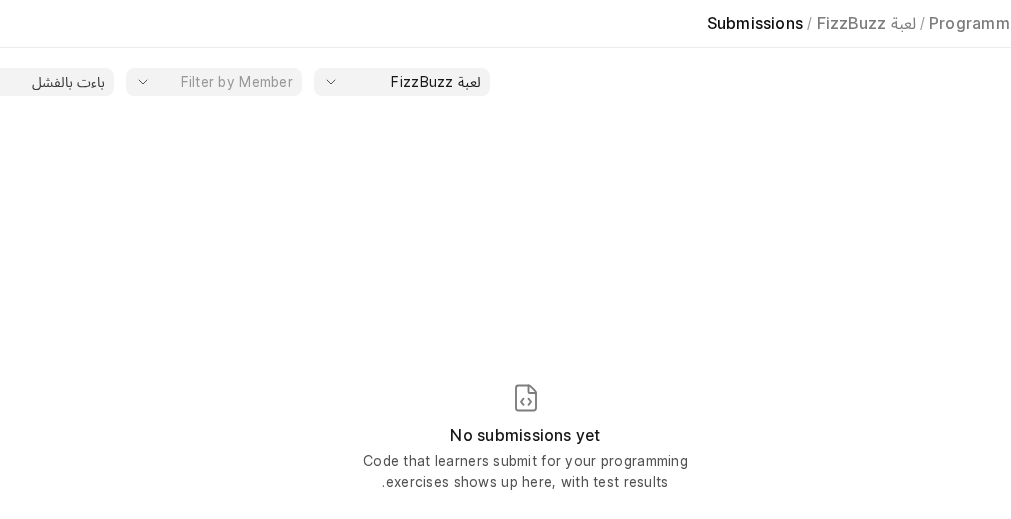 Programm / لعبة FizzBuzz / Submissions
لعبة FizzBuzz
Filter by Member
باءت بالفشل
No submissions yet
Code that learners submit for your programming
exercises shows up here, with test results.